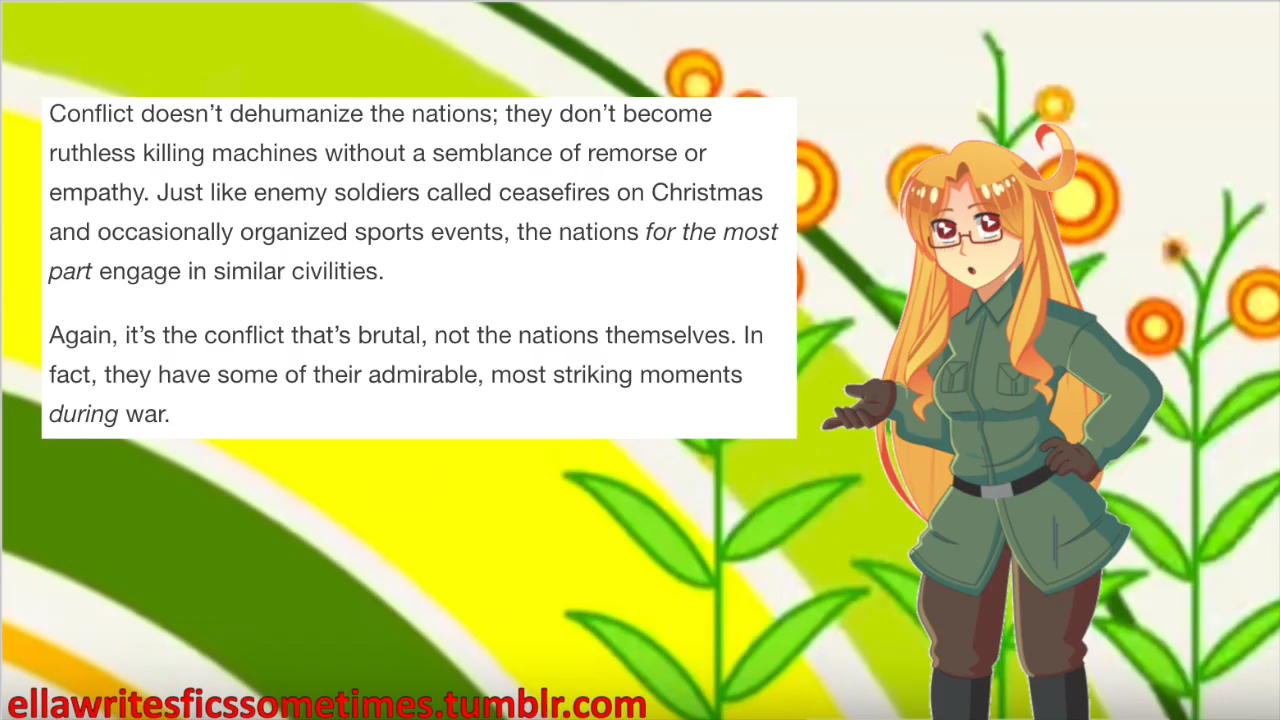 Conflict doesn’t dehumanize the nations; they don’t become
ruthless killing machines without a semblance of remorse or
empathy. Just like enemy soldiers called ceasefires on Christmas
and occasionally organized sports events, the nations for the most
part engage in similar civilities.
Again, it’s the conflict that’s brutal, not the nations themselves. In
fact, they have some of their admirable, most striking moments
during war.
ellawritesficssometimes.tumblr.com